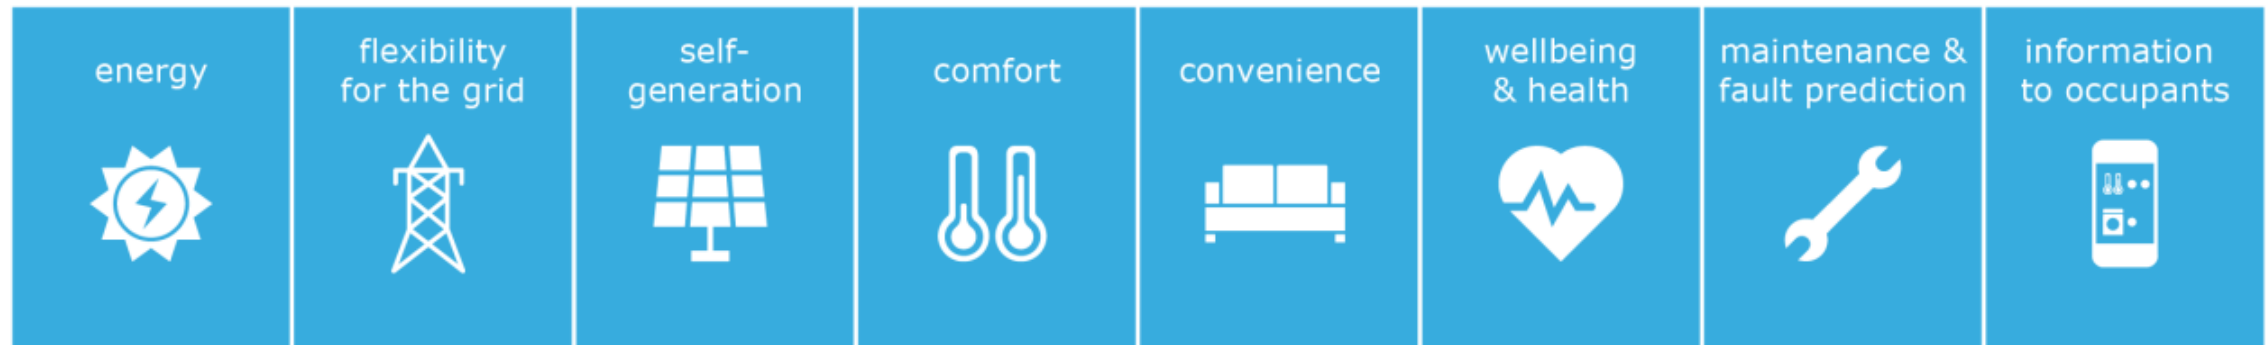 energy
flexibility
for the grid
self-
generation
comfort
convenience
wellbeing
& health
maintenance &
fault prediction
information
to occupants